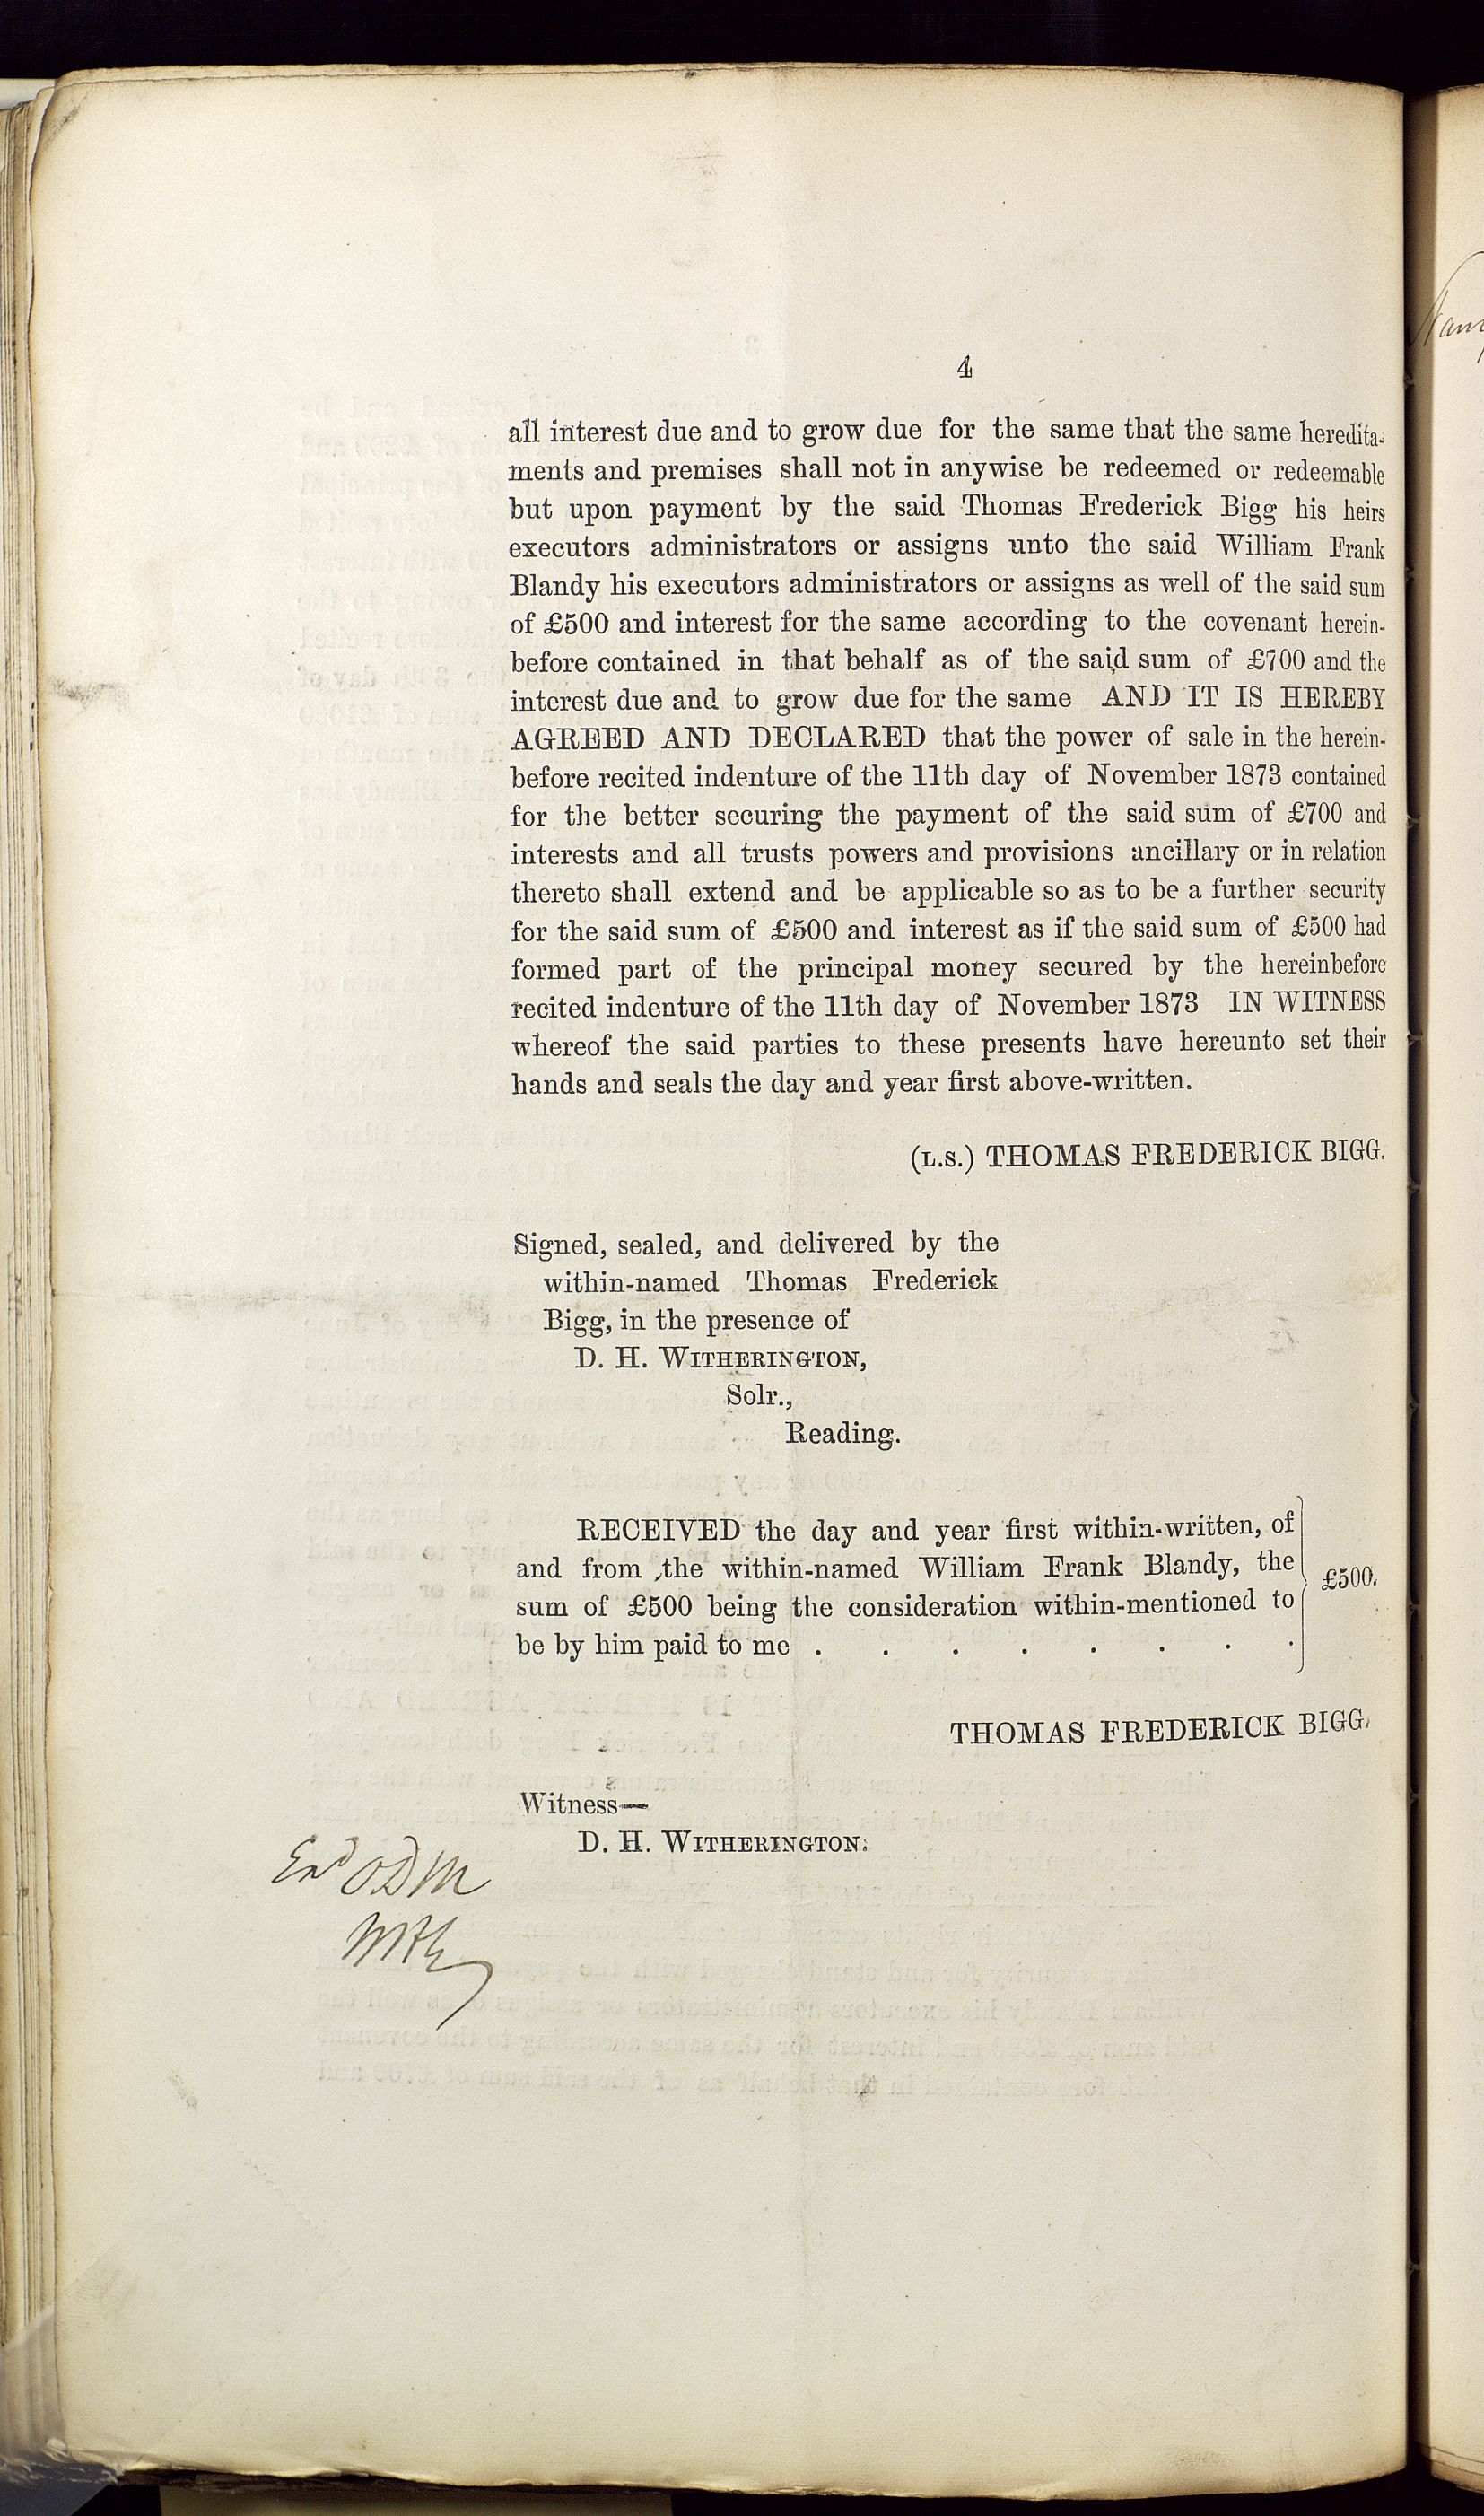 4
all interest due and to grow due for the same that the same heredita-
ments and premises shall not in anywise be redeemed or redeemable
but upon payment by the said Thomas Frederick Bigg his heirs
executors administrators or assigns unto the said William Frank
Blandy his executors administrators or assigns as well of the said sum
of £500 and interest for the same according to the covenant herein-
before contained in that behalf as of the said sum of £700 and the
interest due and to grow due for the same AND IT IS HEREBY
AGREED AND DECLARED that the power of sale in the herein-
before recited indenture of the 11th day of November 1873 contained
for the better securing the payment of the said sum of £700 and
interests and all trusts powers and provisions ancillary or in relation
thereto shall extend and be applicable so as to be a further security
for the said sum of £500 and interest as if the said sum of £500 had
formed part of the principal money secured by the hereinbefore
recited indenture of the 11th day of November 1873 IN WITNESS
whereof the said parties to these presents have hereunto set their
hands and seals the day and year first above-written.
(L.S.) THOMAS FREDERICK BIGG.
Signed, sealed, and delivered by the
within-named Thomas Frederick
Bigg, in the presence of
D. H. WITHERINGTON,
Solr.,
Reading.
RECEIVED the day and year first within-written, of
and from the within-named William Frank Blandy, the
sum of £500 being the consideration within-mentioned to
be by him paid to me . . . . . . . .
£500.
THOMAS FREDERICK BIGG.
Witness—
D. H. WITHERINGTON.
Exd ODM